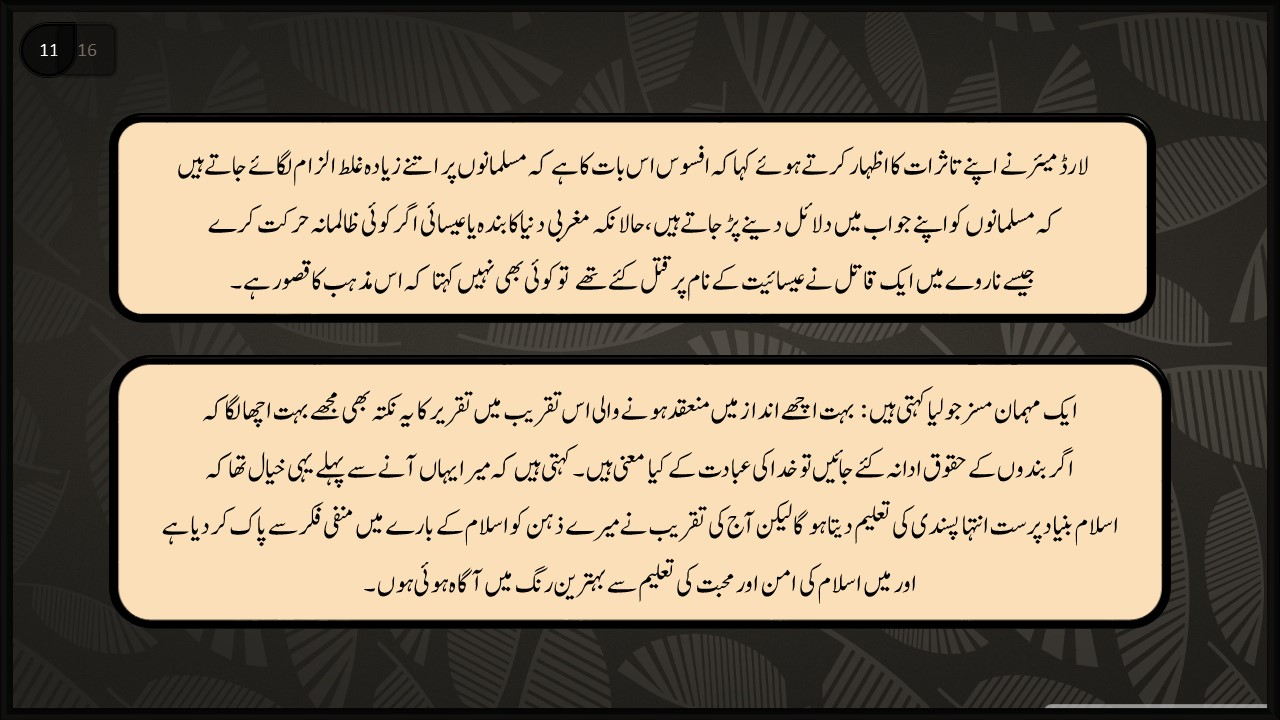 11 16
لارڈ میئر نے اپنے تاثرات کا اظہار کرتے ہوئے کہا کہ افسوس اس بات کا ہے کہ مسلمانوں پر اتنے زیادہ غلط الزام لگائے جاتے ہیں
کہ مسلمانوں کو اپنے جواب میں دلائل دینے پڑ جاتے ہیں، حالانکہ مغربی دنیا کا بندہ یا عیسائی اگر کوئی ظالمانہ حرکت کرے
جیسے ناروے میں ایک قاتل نے عیسائیت کے نام پر قتل کئے تھے تو کوئی بھی نہیں کہتا کہ اس مذہب کا قصور ہے۔
ایک مہمان مسز جولیا کہتی ہیں: بہت اچھے انداز میں منعقد ہونے والی اس تقریب میں تقریر کا یہ نکتہ بھی مجھے بہت اچھا لگا کہ
اگر بندوں کے حقوق ادا نہ کئے جائیں تو خدا کی عبادت کے کیا معنی ہیں۔ کہتی ہیں کہ میرا یہاں آنے سے پہلے یہی خیال تھا کہ
اسلام بنیاد پرست انتہا پسندی کی تعلیم دیتا ہو گا لیکن آج کی تقریب نے میرے ذہن کو اسلام کے بارے میں منفی فکر سے پاک کر دیا ہے
اور میں اسلام کی امن اور محبت کی تعلیم سے بہترین رنگ میں آگاہ ہوئی ہوں۔